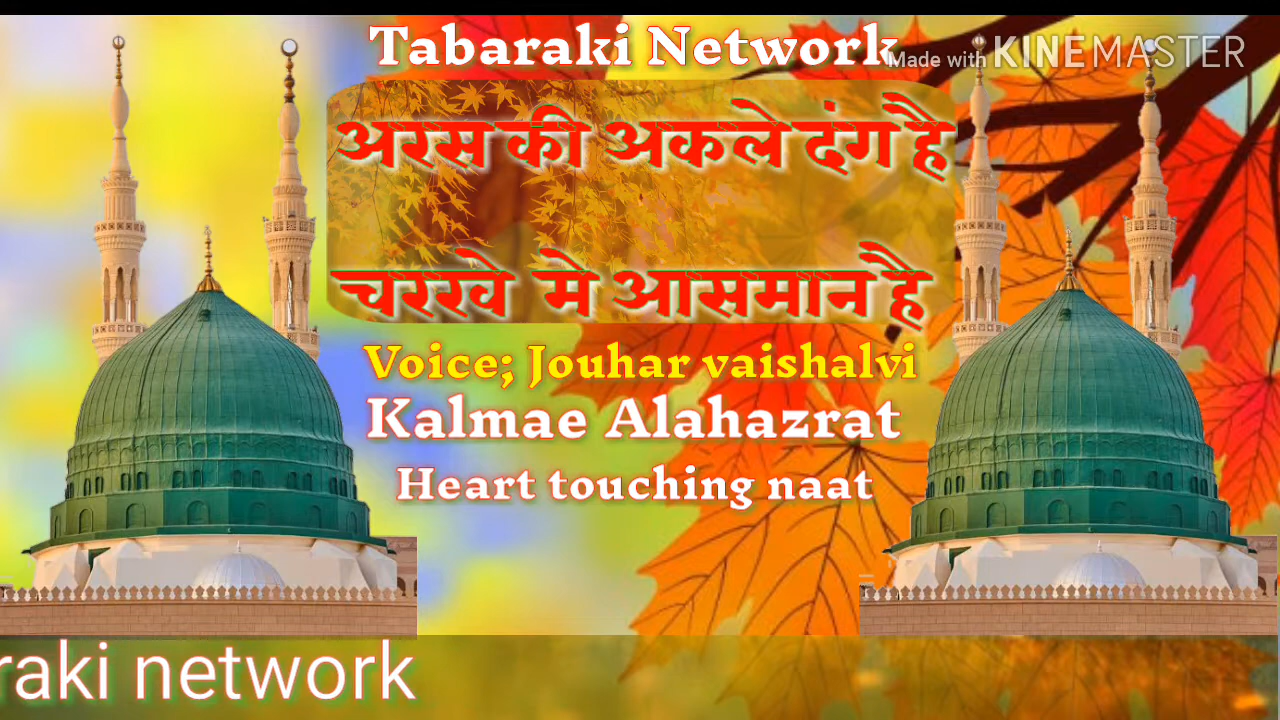 Tabaraki Network
Made with KINEMASTER
अरस की अकले दंग है
चररवे मे आसमान है
Voice; Jouhar vaishalvi
Kalmae Alahazrat
Heart touching naat
raki network